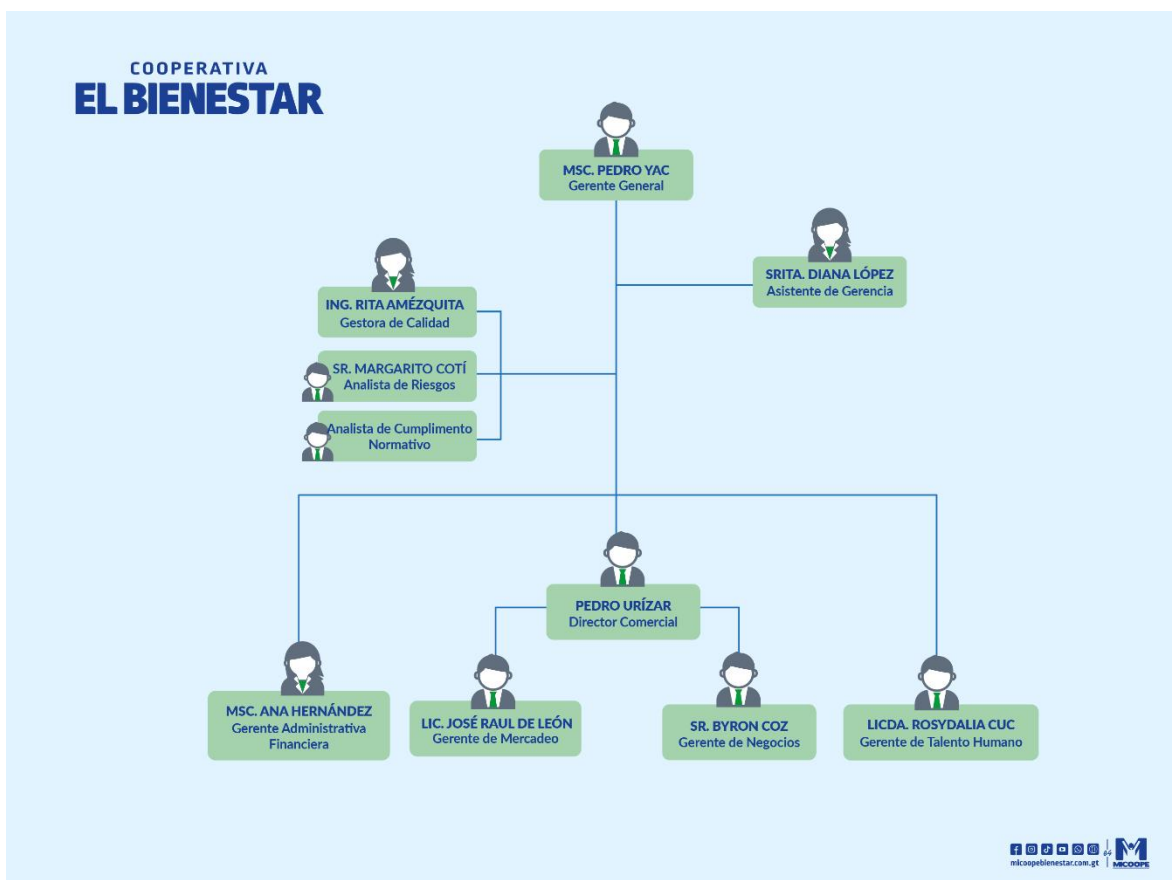 COOPERATIVA
EL BIENESTAR
MSC. PEDRO YAC
Gerente General
SRITA. DIANA LÓPEZ
Asistente de Gerencia
ING. RITA AMÉZQUITA
Gestora de Calidad
SR. MARGARITO COTÍ
Analista de Riesgos
Analista de Cumplimento
Normativo
PEDRO URÍZAR
Director Comercial
MSC. ANA HERNÁNDEZ
Gerente Administrativa
Financiera
LIC. JOSÉ RAUL DE LEÓN
Gerente de Mercadeo
SR. BYRON COZ
Gerente de Negocios
LICDA. ROSYDALIA CUC
Gerente de Talento Humano
micoopebienestar.com.gt
MICOOPE